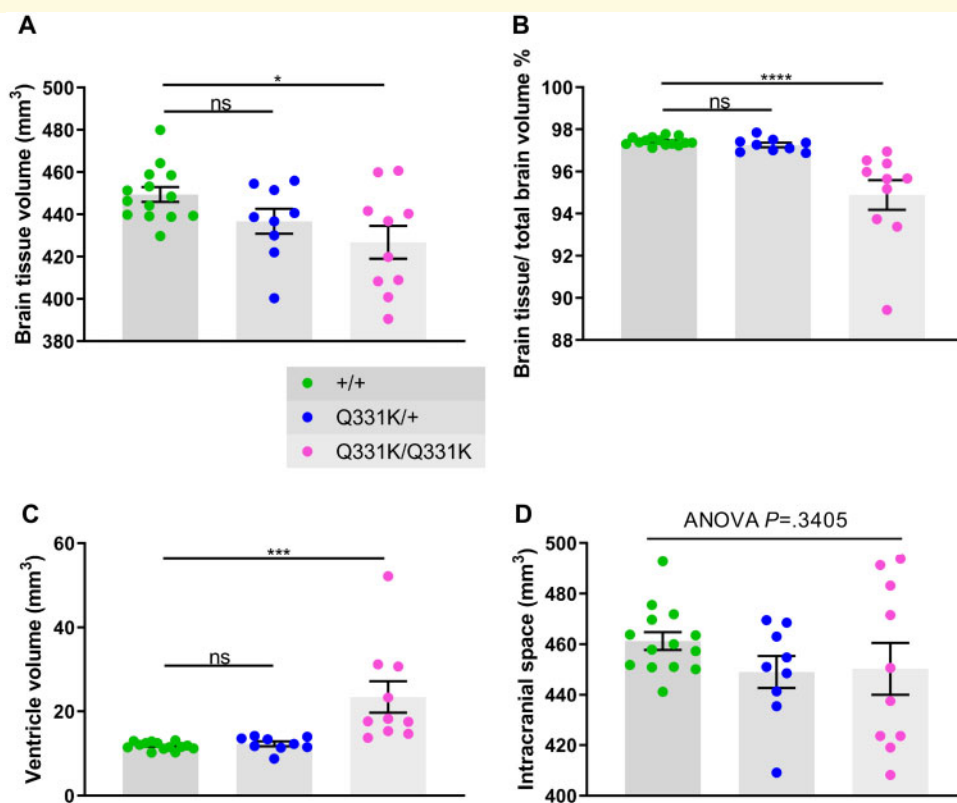 A
Brain tissue volume (mm³)
500
480
460
440
420
400
380
*
ns
B
Brain tissue/ total brain volume %
100
98
96
94
92
90
88
****
ns
+/+
Q331K/+
Q331K/Q331K
C
Ventricle volume (mm³)
60
40
20
0
***
ns
D
ANOVA P=.3405
Intracranial space (mm³)
500
480
460
440
420
400